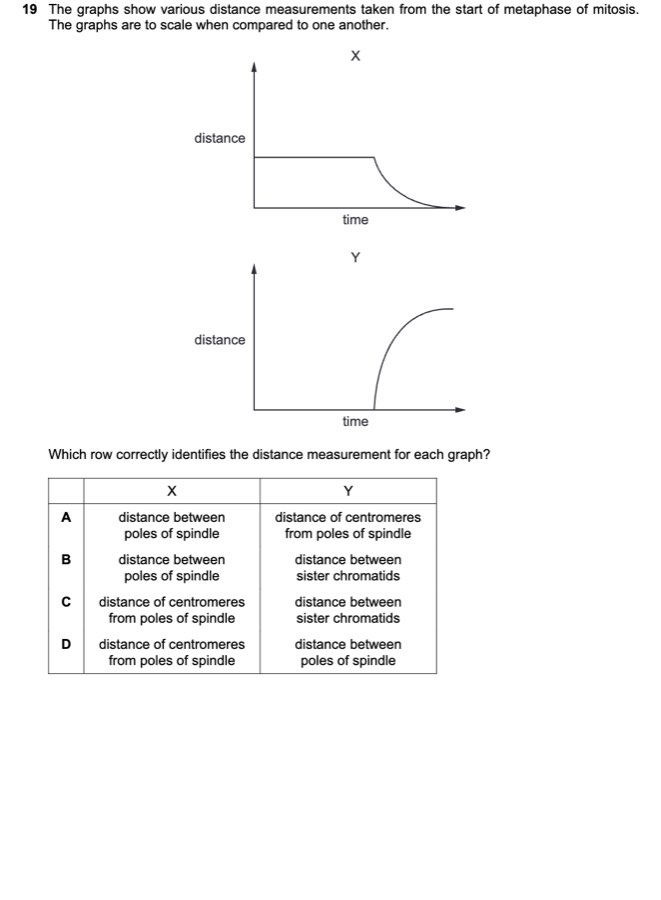 19 The graphs show various distance measurements taken from the start of metaphase of mitosis.
The graphs are to scale when compared to one another.
X
distance
time
Y
distance
time
Which row correctly identifies the distance measurement for each graph?
X Y
A distance between poles of spindle distance of centromeres from poles of spindle
B distance between poles of spindle distance between sister chromatids
C distance of centromeres from poles of spindle distance between sister chromatids
D distance of centromeres from poles of spindle distance between poles of spindle